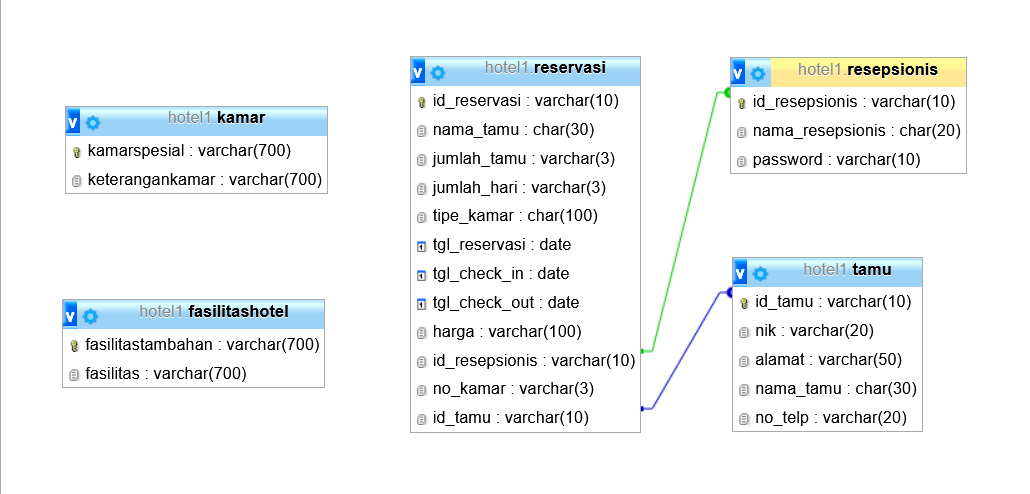 hotel1.kamar
kamarspesial : varchar(700)
keterangankamar : varchar(700)
hotel1.fasilitashotel
fasilitastambahan : varchar(700)
fasilitas : varchar(700)
hotel1.reservasi
id_reservasi : varchar(10)
nama_tamu : char(30)
jumlah_tamu : varchar(3)
jumlah_hari : varchar(3)
tipe_kamar : char(100)
tgl_reservasi : date
tgl_check_in : date
tgl_check_out : date
harga : varchar(100)
id_resepsionis : varchar(10)
no_kamar : varchar(3)
id_tamu : varchar(10)
hotel1.resepsionis
id_resepsionis : varchar(10)
nama_resepsionis : char(20)
password : varchar(10)
hotel1.tamu
id_tamu : varchar(10)
nik : varchar(20)
alamat : varchar(50)
nama_tamu : char(30)
no_telp : varchar(20)